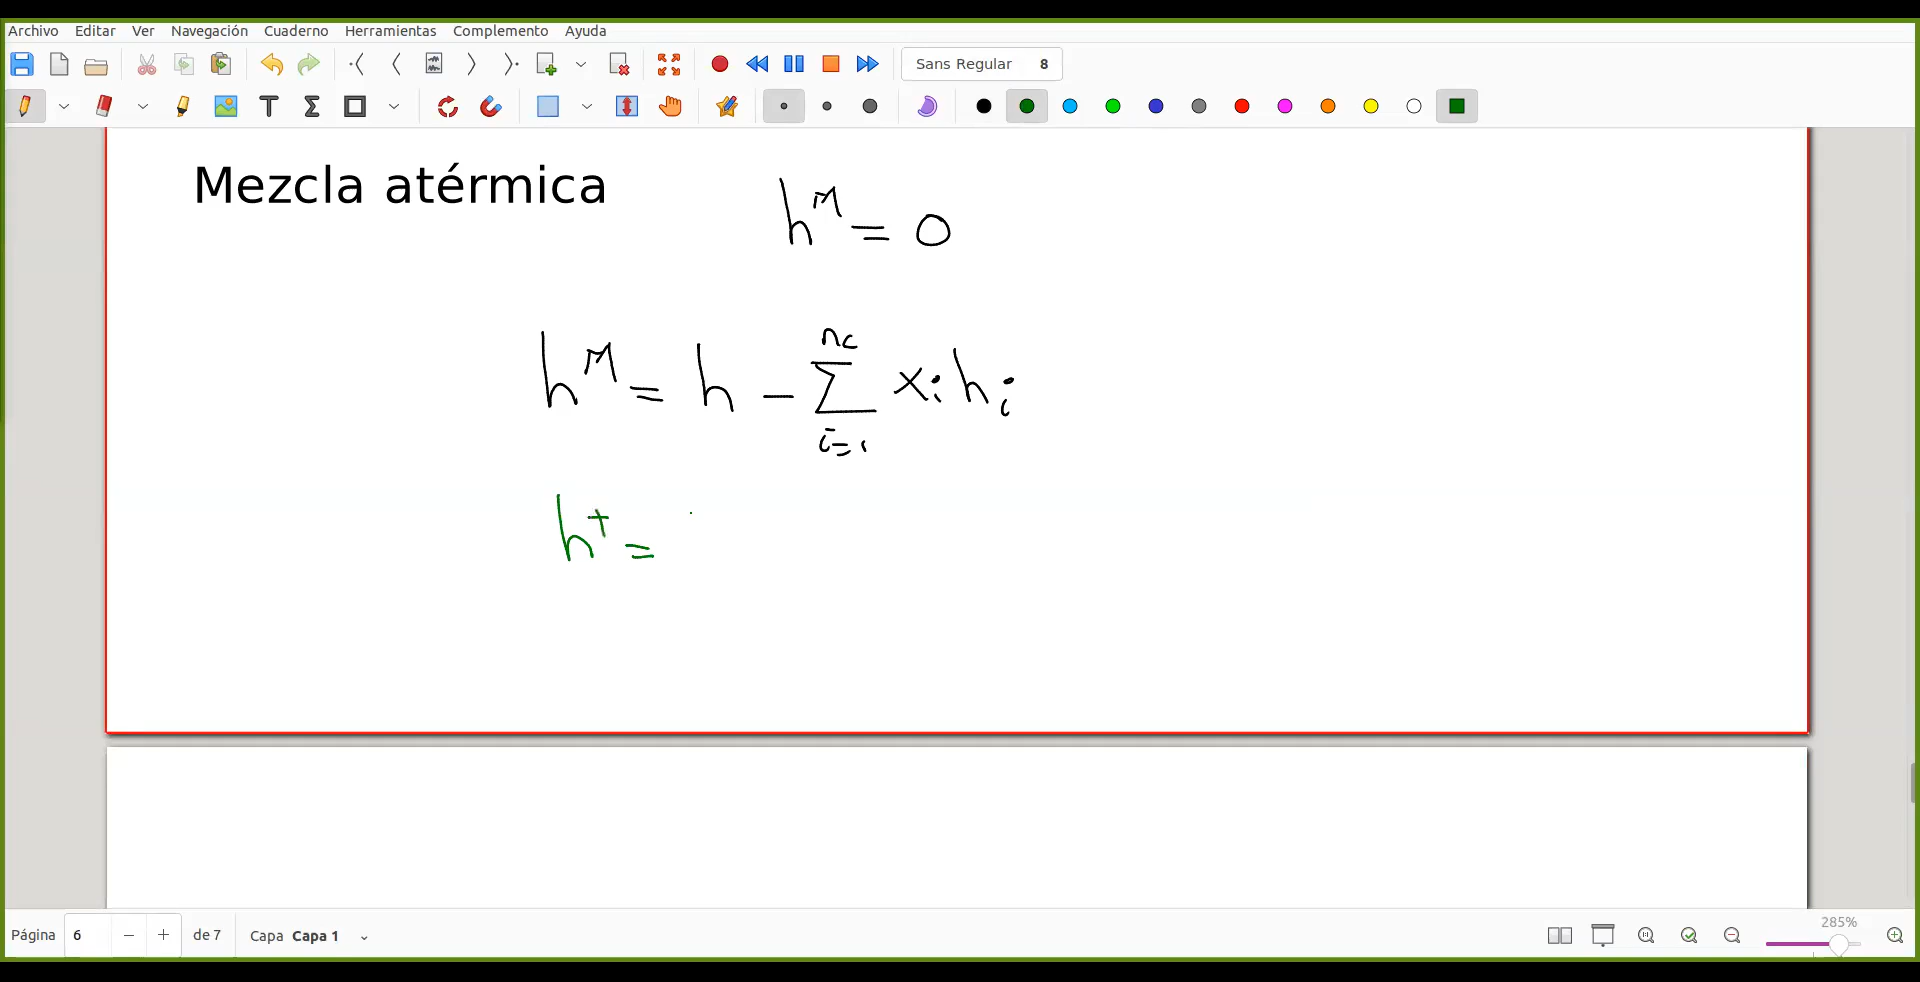 Archivo Editar Ver Navegación Cuaderno Herramientas Complemento Ayuda
Sans Regular 8
Mezcla atérmica
h^M = 0
h^M = h - ∑_{i=1}^{nc} x_i h_i
h^+ =
Página 6 de 7 Capa Capa 1
285%